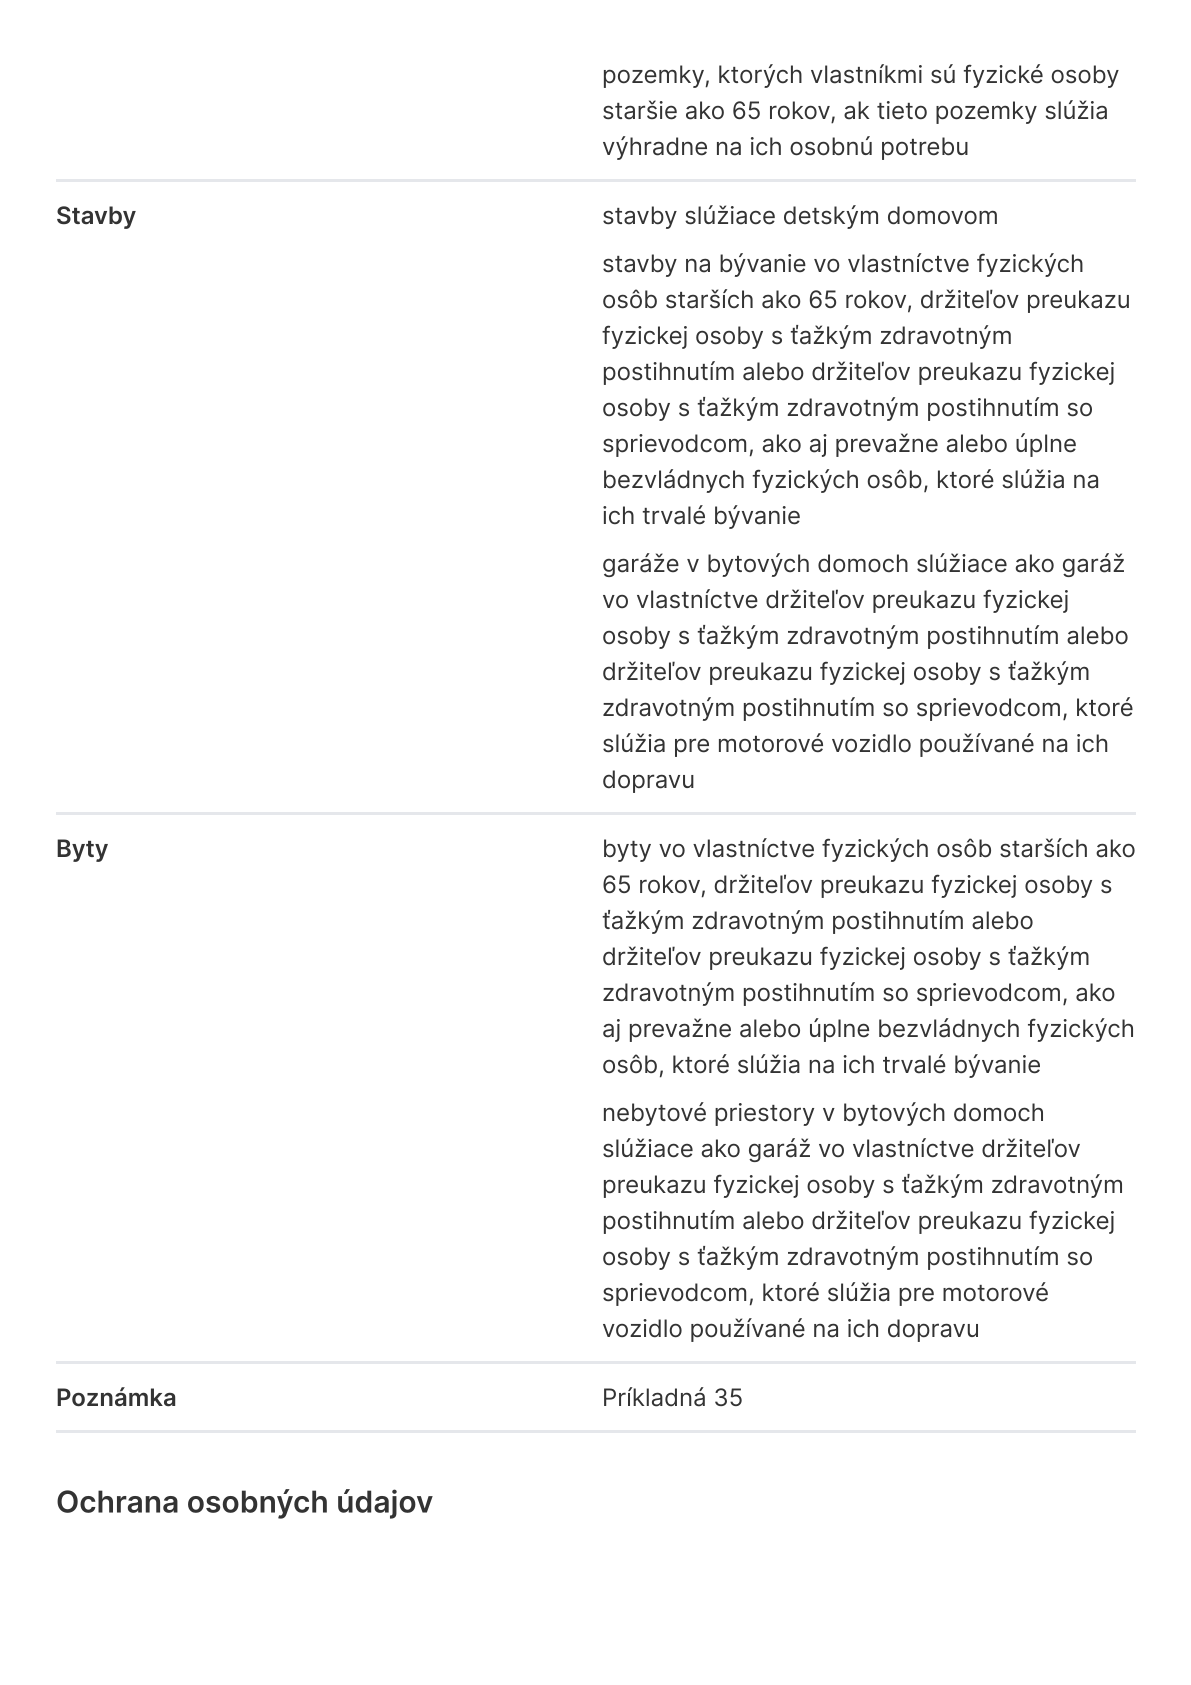 pozemky, ktorých vlastníkmi sú fyzické osoby
staršie ako 65 rokov, ak tieto pozemky slúžia
výhradne na ich osobnú potrebu
Stavby
stavby slúžiace detským domovom
stavby na bývanie vo vlastníctve fyzických
osôb starších ako 65 rokov, držiteľov preukazu
fyzickej osoby s ťažkým zdravotným
postihnutím alebo držiteľov preukazu fyzickej
osoby s ťažkým zdravotným postihnutím so
sprievodcom, ako aj prevažne alebo úplne
bezvládnych fyzických osôb, ktoré slúžia na
ich trvalé bývanie
garáže v bytových domoch slúžiace ako garáž
vo vlastníctve držiteľov preukazu fyzickej
osoby s ťažkým zdravotným postihnutím alebo
držiteľov preukazu fyzickej osoby s ťažkým
zdravotným postihnutím so sprievodcom, ktoré
slúžia pre motorové vozidlo používané na ich
dopravu
Byty
byty vo vlastníctve fyzických osôb starších ako
65 rokov, držiteľov preukazu fyzickej osoby s
ťažkým zdravotným postihnutím alebo
držiteľov preukazu fyzickej osoby s ťažkým
zdravotným postihnutím so sprievodcom, ako
aj prevažne alebo úplne bezvládnych fyzických
osôb, ktoré slúžia na ich trvalé bývanie
nebytové priestory v bytových domoch
slúžiace ako garáž vo vlastníctve držiteľov
preukazu fyzickej osoby s ťažkým zdravotným
postihnutím alebo držiteľov preukazu fyzickej
osoby s ťažkým zdravotným postihnutím so
sprievodcom, ktoré slúžia pre motorové
vozidlo používané na ich dopravu
Poznámka
Príkladná 35
Ochrana osobných údajov